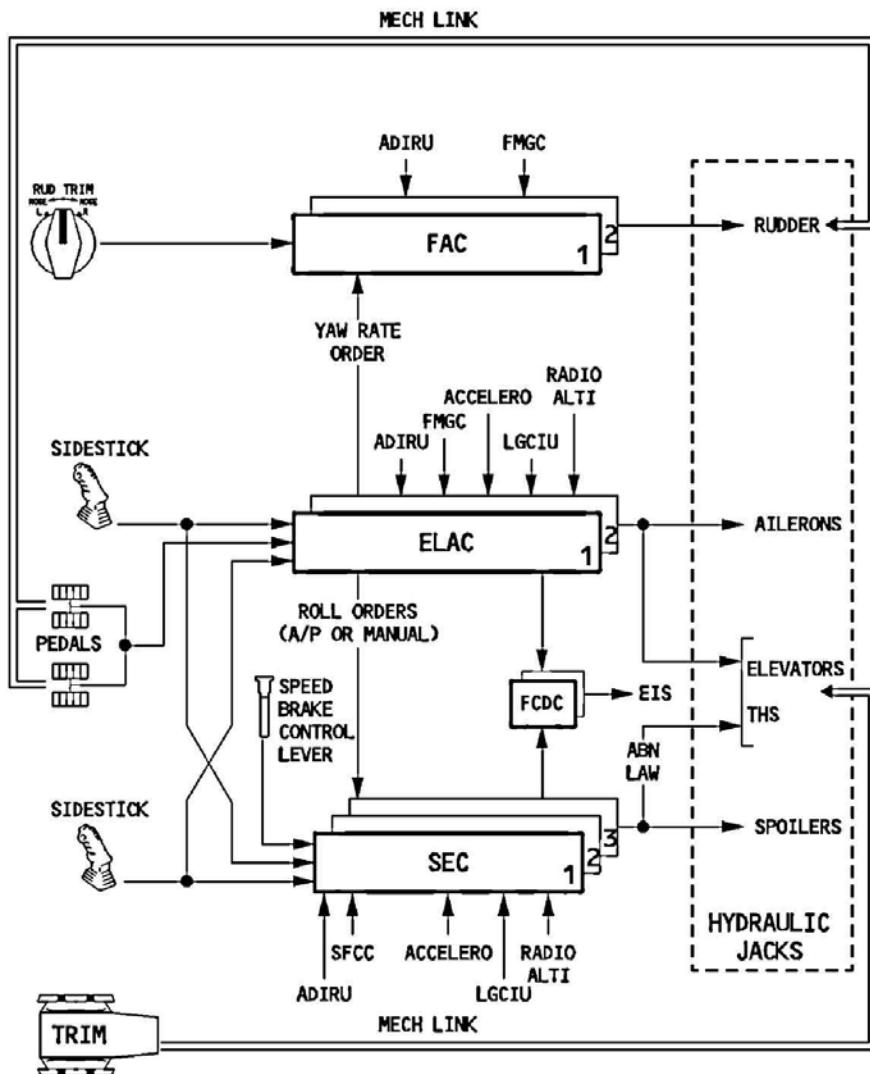 MECH LINK
ADIRU
FMGC
RUD TRIM
NOSE
NOSE
L
R
FAC
1
2
RUDDER
YAW RATE
ORDER
RADIO
ALTI
ACCELERO
FMGC
ADIRU
LGCIU
SIDESTICK
ELAC
1
2
AILERONS
ROLL ORDERS
(A/P OR MANUAL)
PEDALS
SPEED
BRAKE
CONTROL
LEVER
FCDC
EIS
ELEVATORS
THS
ABN
LAW
SIDESTICK
SEC
1
2
3
SPOILERS
SFCC
ACCELERO
RADIO
ALTI
ADIRU
LGCIU
HYDRAULIC
JACKS
TRIM
MECH LINK